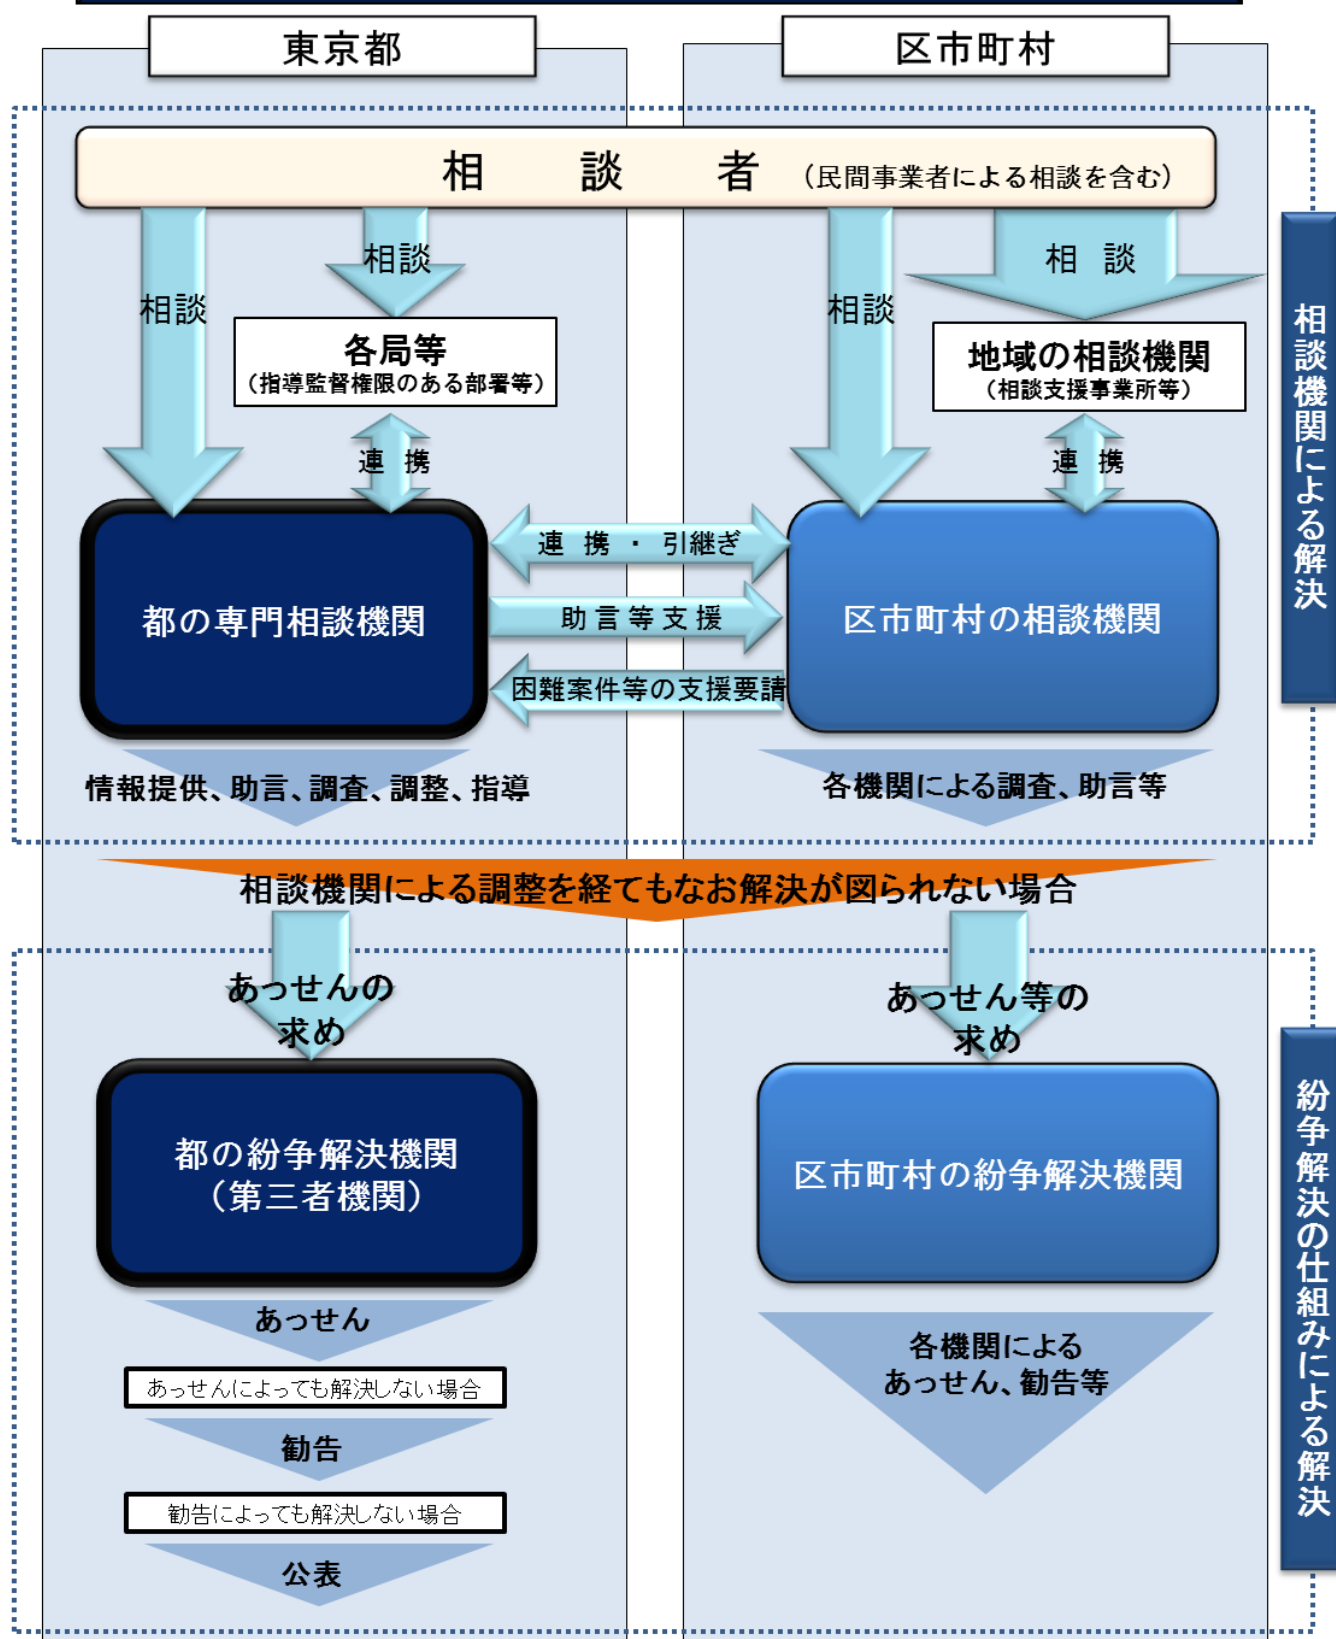 東京都
区市町村
相　談　者（民間事業者による相談を含む）
相談
相談
相談
相　談
各局等
（指導監督権限のある部署等）
地域の相談機関
（相談支援事業所等）
連　携
連　携
都の専門相談機関
連　携　・　引継ぎ
助言等支援
困難案件等の支援要請
区市町村の相談機関
情報提供、助言、調査、調整、指導
各機関による調査、助言等
相談機関による解決
相談機関による調整を経てもなお解決が図られない場合
あっせんの
求め
あっせん等の
求め
都の紛争解決機関
（第三者機関）
区市町村の紛争解決機関
あっせん
あっせんによっても解決しない場合
勧告
勧告によっても解決しない場合
公表
各機関による
あっせん、勧告等
紛争解決の仕組みによる解決